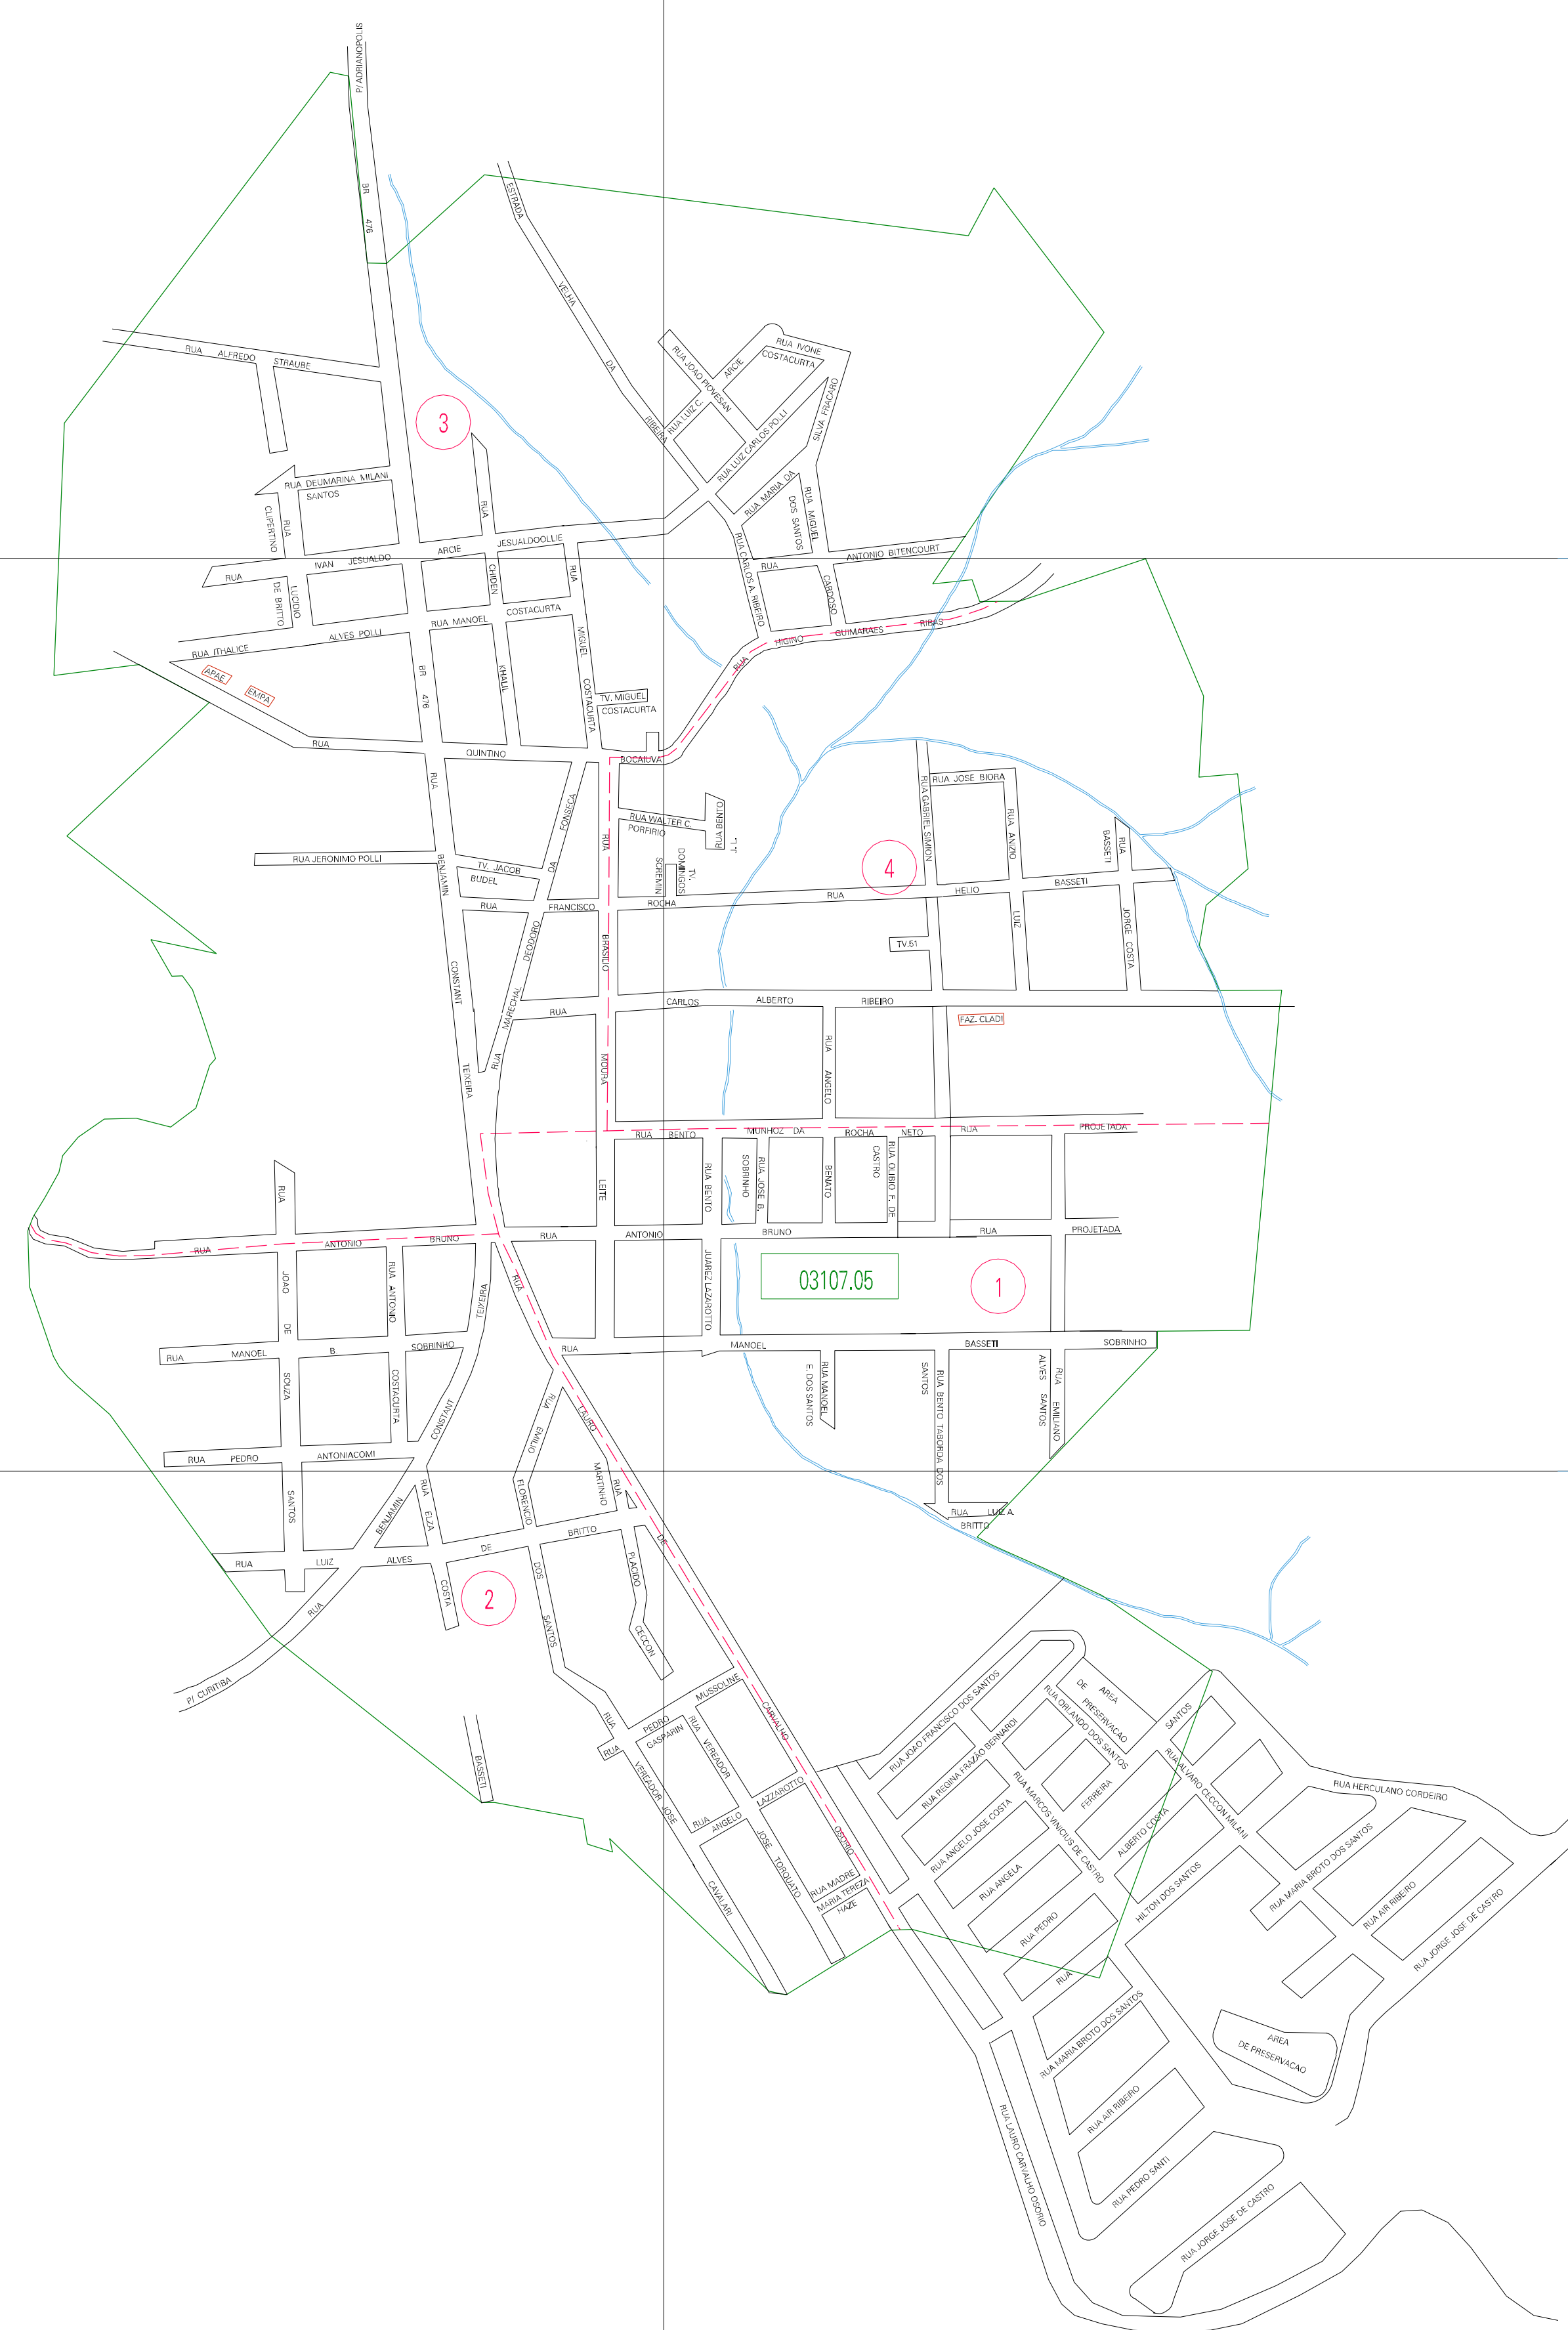 P/ ADRIANOPOLIS
BR 476
ESTRADA VELHA DA RIBEIRA
RUA ALFREDO STRAUBE
RUA JOAO PIOVESAN
RUA LUIZ C. ARCIE
RUA IVONE
COSTACURTA
RUA LUIZ CARLOS POLLI
RUA MARIA DA SILVA FRACARO
3
RUA DEUMARINA MILANI
SANTOS
CLIPERTINO
RUA
RUA
RUA MIGUEL
DOS SANTOS
CARDOSO
RUA CARLOS A. RIBEIRO
RUA ANTONIO BITENCOURT
RUA IVAN JESUALDO ARCIE JESUALDOOLLIE
CHIDEN
KHALIL
LUCIDIO
DE BRITTO
RUA MIGUEL COSTACURTA
RUA MANOEL COSTACURTA
RUA ITHALICE ALVES POLLI
RUA HIGINO GUIMARAES RIBAS
APAE
EMPA
BR 476
TV. MIGUEL
COSTACURTA
RUA QUINTINO BOCAIUVA
RUA GABRIEL SIMION
RUA JOSE BIORA
RUA ANIZIO LUIZ
RUA WALTER C.
PORFIRIO
RUA BENTO
RUA JERONIMO POLLI
TV. JACOB
BUDEL
TV.
DOMINGOS
SCREMIN
4
BASSETI
RUA
JORGE COSTA
RUA FRANCISCO ROCHA
RUA HELIO BASSETI
RUA BENJAMIN CONSTANT TEIXEIRA
RUA MARECHAL DEODORO DA FONSECA
RUA BRASILIO MOURA LEITE
TV.51
RUA CARLOS ALBERTO RIBEIRO
FAZ. CLADI
RUA ANGELO
BENATO
RUA BENTO MUNHOZ DA ROCHA NETO
RUA PROJETADA
RUA BENTO
JUAREZ LAZAROTTO
RUA JOSE B.
SOBRINHO
RUA OLIBIO F. DE
CASTRO
RUA ANTONIO BRUNO
RUA ANTONIO BRUNO
RUA PROJETADA
03107.05
1
RUA
JOAO DE SOUZA SANTOS
RUA ANTONIO
COSTACURTA
RUA MANOEL B. SOBRINHO
RUA MANOEL BASSETI SOBRINHO
RUA MANOEL
E. DOS SANTOS
RUA BENTO TABORDA DOS
SANTOS
RUA EMILIANO
ALVES SANTOS
RUA LUIZ A.
BRITTO
RUA PEDRO ANTONIACOMI
RUA BENJAMIN CONSTANT TEIXEIRA
RUA ELZA
COSTA
RUA EMILIO
FLORENCIO
DOS
SANTOS
RUA
MARTINHO
PLACIDO
CECCON
RUA LUIZ ALVES DE BRITTO
2
P/ CURITIBA
RUA LAURO DE CARVALHO OSORIO
BASSETI
RUA PEDRO MUSSOLINE
GASPARIN
RUA VEREADOR JOSE CAVALARI
RUA VEREADOR
JOSE TORQUATO
RUA ANGELO LAZZAROTTO
RUA MADRE
MARIA TEREZA
HAZE
RUA JOAO FRANCISCO DOS SANTOS
RUA REGINA FRAZÃO BERNARDI
RUA ORLANDO DOS SANTOS
AREA
DE
PRESERVACAO
RUA ANGELO JOSE COSTA
RUA MARCOS VINICIUS DE CASTRO
RUA ANGELA
FERREIRA
SANTOS
RUA PEDRO
ALBERTO COSTA
RUA ALVARO CECCON MILANI
RUA
HILTON DOS SANTOS
RUA HERCULANO CORDEIRO
RUA MARIA BROTO DOS SANTOS
RUA AIR RIBEIRO
RUA JORGE JOSE DE CASTRO
AREA
DE PRESERVACAO
RUA MARIA BROTO DOS SANTOS
RUA AIR RIBEIRO
RUA PEDRO SANTI
RUA JORGE JOSE DE CASTRO
RUA LAURO CARVALHO OSORIO